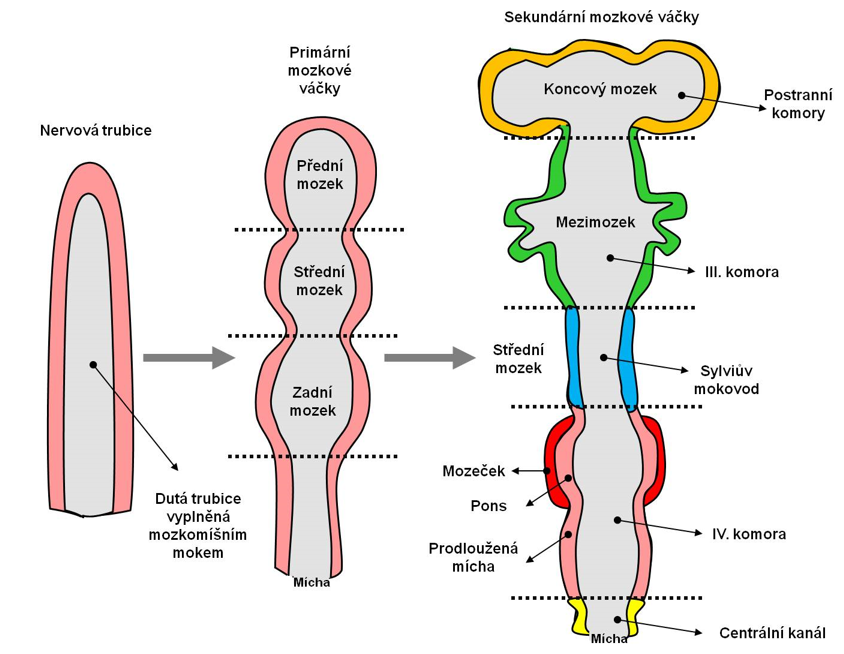 Nervová trubice
Dutá trubice
vyplněná
mozkomíšním
mokem
Primární
mozkové
váčky
Přední
mozek
Střední
mozek
Zadní
mozek
Mícha
Sekundární mozkové váčky
Koncový mozek
Postranní
komory
Mezimozek
III. komora
Střední
mozek
Sylviův
mokovod
Mozeček
Pons
IV. komora
Prodloužená
mícha
Centrální kanál
Mícha